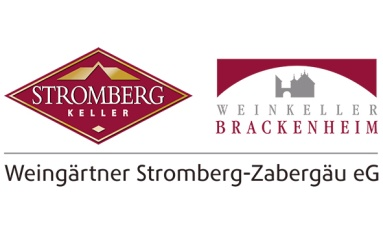 STROMBERG
KELLER
WEINKELLER
BRACKENHEIM
Weingärtner Stromberg-Zabergäu eG